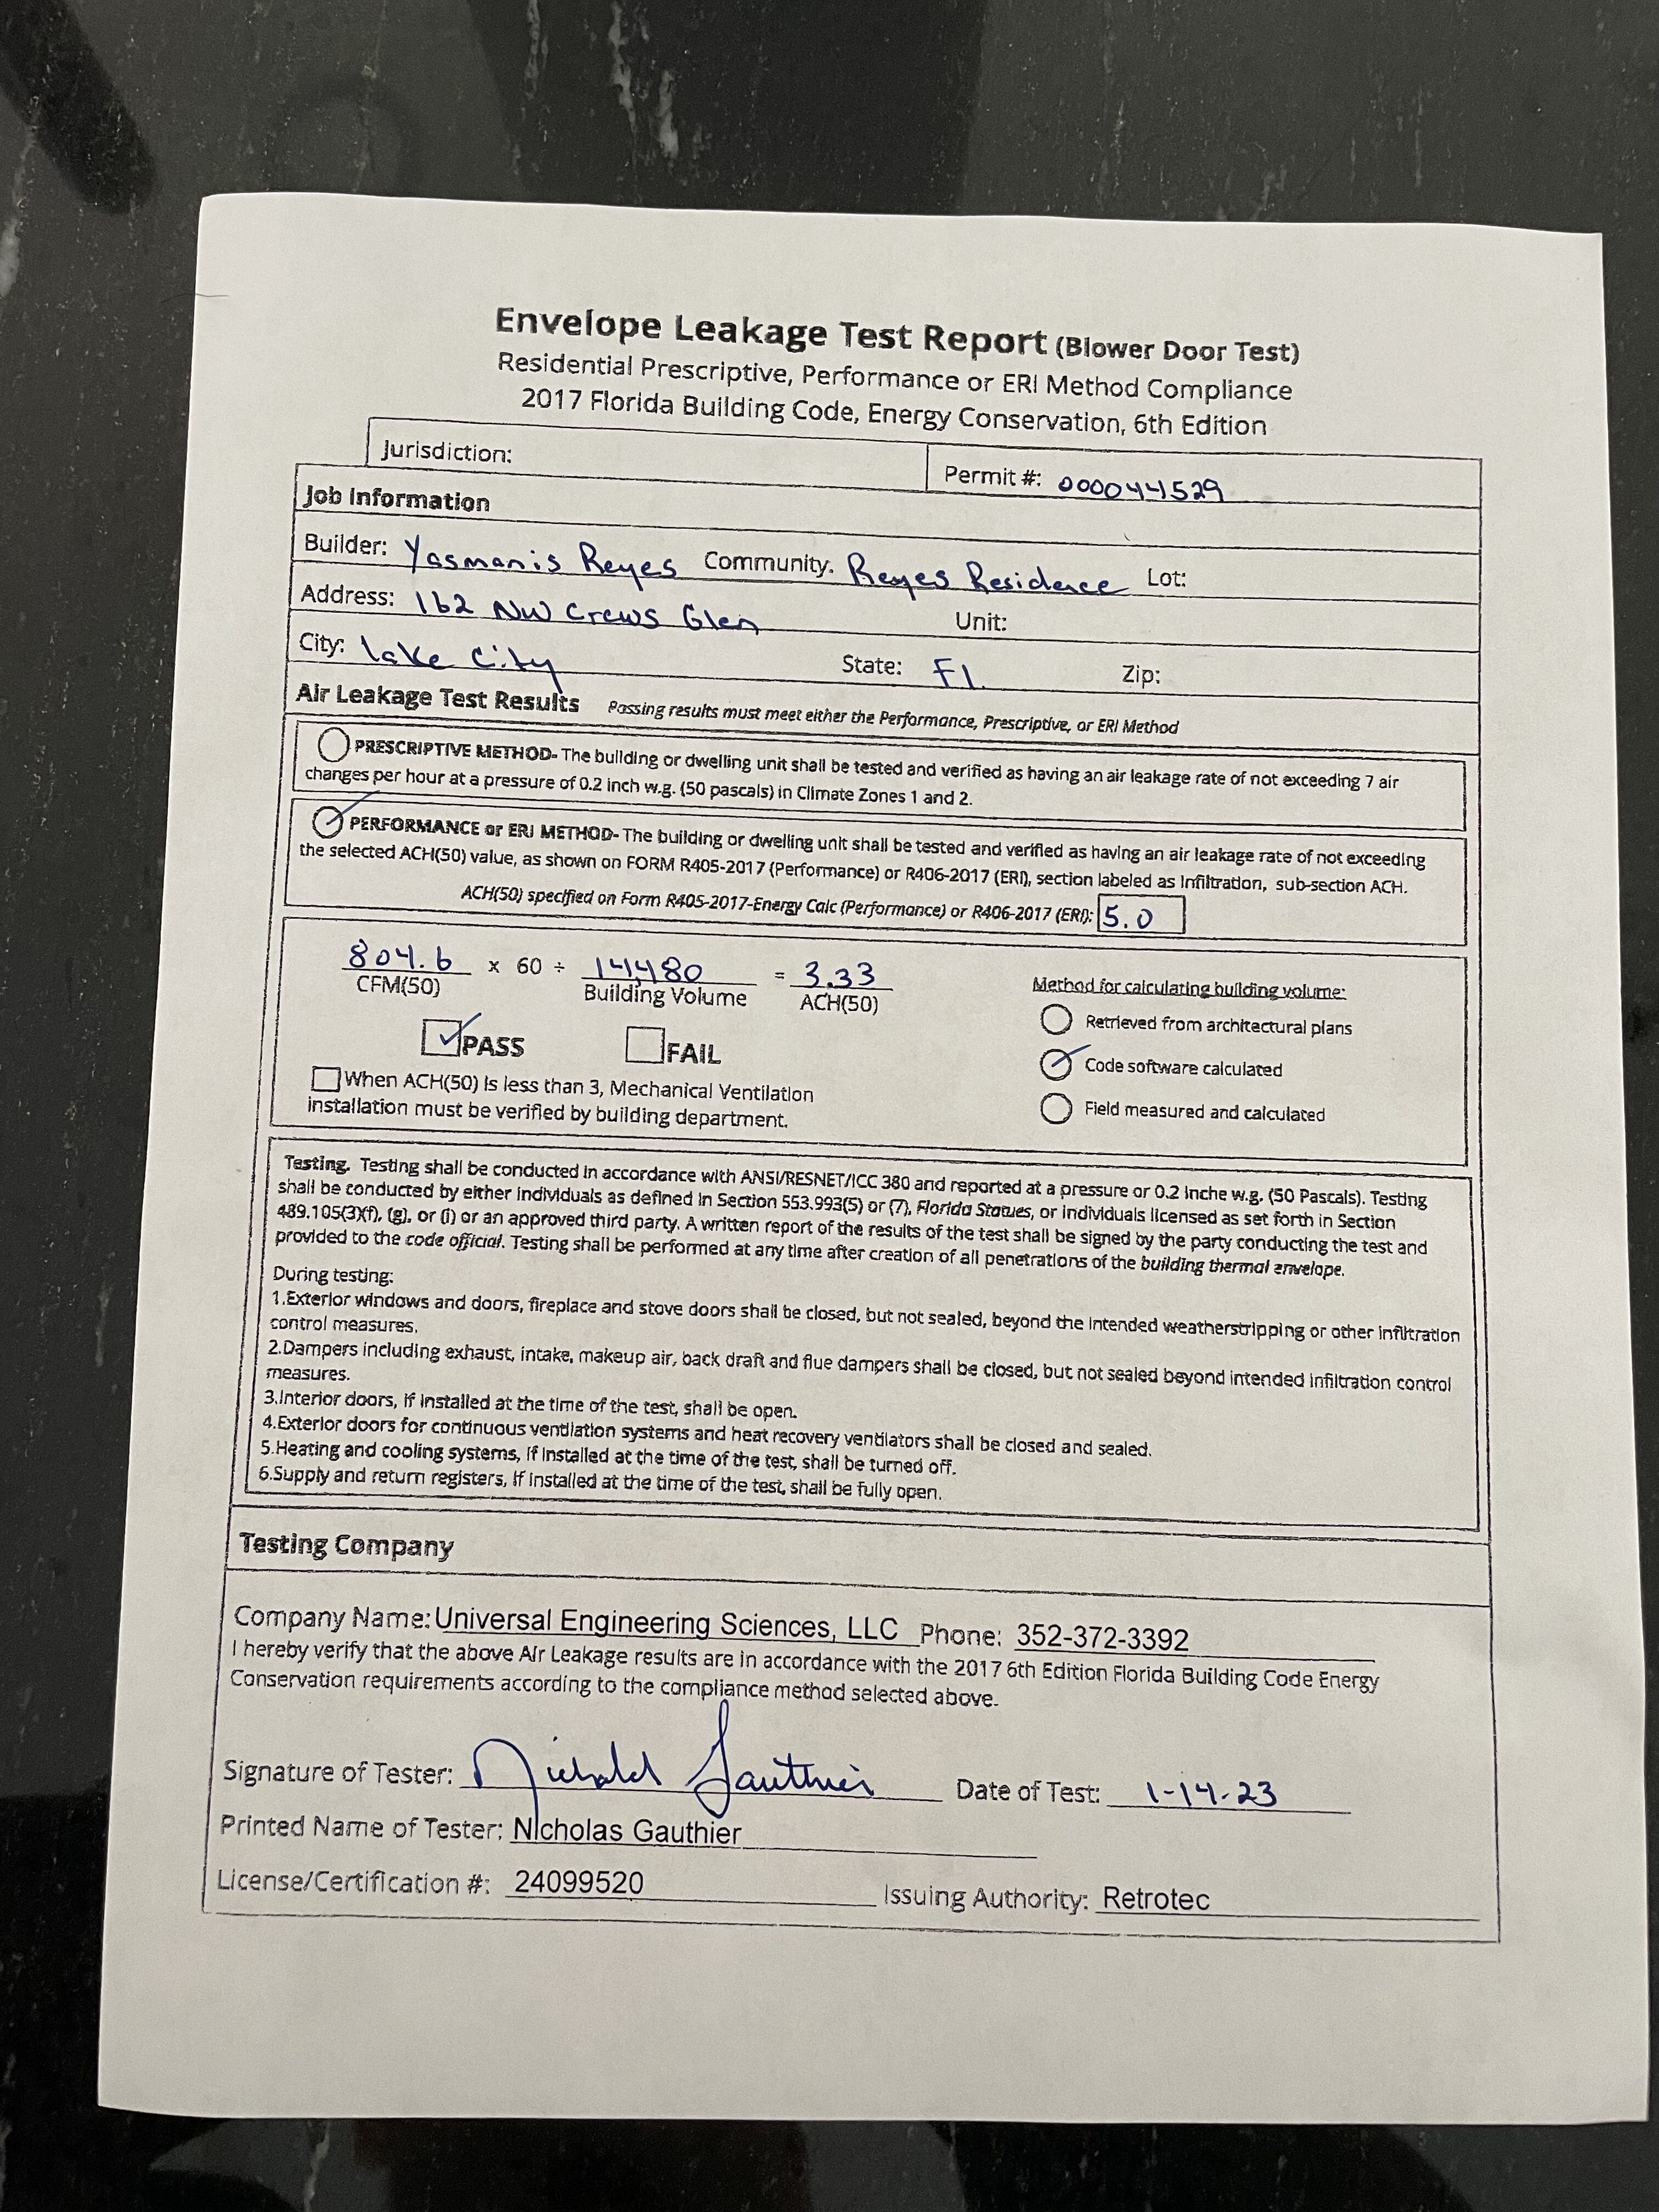 Envelope Leakage Test Report (Blower Door Test)
Residential Prescriptive, Performance or ERI Method Compliance
2017 Florida Building Code, Energy Conservation, 6th Edition
Jurisdiction: Permit #: 000044529
Job Information
Builder: Yasmanis Reyes Community. Reyes Residence Lot:
Address: 162 NW Crews Glen Unit:
City: Lake City State: Fl. Zip:
Air Leakage Test Results Passing results must meet either the Performance, Prescriptive, or ERI Method
PRESCRIPTIVE METHOD- The building or dwelling unit shall be tested and verified as having an air leakage rate of not exceeding 7 air
changes per hour at a pressure of 0.2 inch w.g. (50 pascals) in Climate Zones 1 and 2.
PERFORMANCE or ERI METHOD- The building or dwelling unit shall be tested and verified as having an air leakage rate of not exceeding
the selected ACH(50) value, as shown on FORM R405-2017 (Performance) or R406-2017 (ERI), section labeled as Infiltration, sub-section ACH.
ACH(50) specified on Form R405-2017-Energy Calc (Performance) or R406-2017 (ERI): 5.0
804.6 x 60 ÷ 14,480 = 3.33
CFM(50) Building Volume ACH(50)
PASS FAIL
When ACH(50) is less than 3, Mechanical Ventilation
installation must be verified by building department.
Method for calculating building volume:
Retrieved from architectural plans
Code software calculated
Field measured and calculated
Testing. Testing shall be conducted in accordance with ANSI/RESNET/ICC 380 and reported at a pressure or 0.2 inche w.g. (50 Pascals). Testing
shall be conducted by either individuals as defined in Section 553.993(5) or (7), Florida Statues, or individuals licensed as set forth in Section
489.105(3)(f), (g), or (i) or an approved third party. A written report of the results of the test shall be signed by the party conducting the test and
provided to the code official. Testing shall be performed at any time after creation of all penetrations of the building thermal envelope.
During testing:
1.Exterior windows and doors, fireplace and stove doors shall be closed, but not sealed, beyond the intended weatherstripping or other infiltration
control measures.
2.Dampers including exhaust, intake, makeup air, back draft and flue dampers shall be closed, but not sealed beyond intended infiltration control
measures.
3.Interior doors, if installed at the time of the test, shall be open.
4.Exterior doors for continuous ventilation systems and heat recovery ventilators shall be closed and sealed.
5.Heating and cooling systems, if installed at the time of the test, shall be turned off.
6.Supply and return registers, if installed at the time of the test, shall be fully open.
Testing Company
Company Name: Universal Engineering Sciences, LLC Phone: 352-372-3392
I hereby verify that the above Air Leakage results are in accordance with the 2017 6th Edition Florida Building Code Energy
Conservation requirements according to the compliance method selected above.
Signature of Tester: Nicholas Gauthier Date of Test: 1-14-23
Printed Name of Tester: Nicholas Gauthier
License/Certification #: 24099520 Issuing Authority: Retrotec